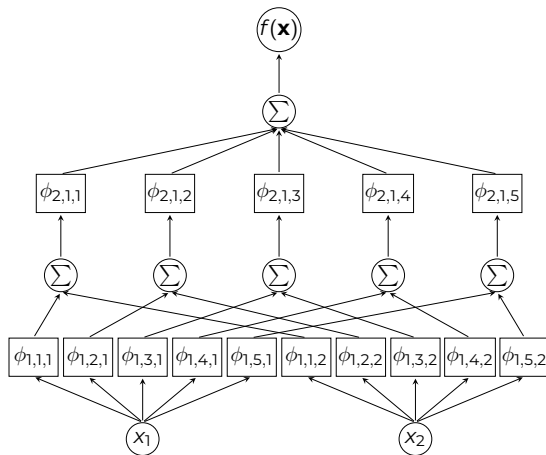 f(x)
∑
ϕ2,1,1 ϕ2,1,2 ϕ2,1,3 ϕ2,1,4 ϕ2,1,5
∑ ∑ ∑ ∑ ∑
ϕ1,1,1 ϕ1,2,1 ϕ1,3,1 ϕ1,4,1 ϕ1,5,1 ϕ1,1,2 ϕ1,2,2 ϕ1,3,2 ϕ1,4,2 ϕ1,5,2
x1 x2